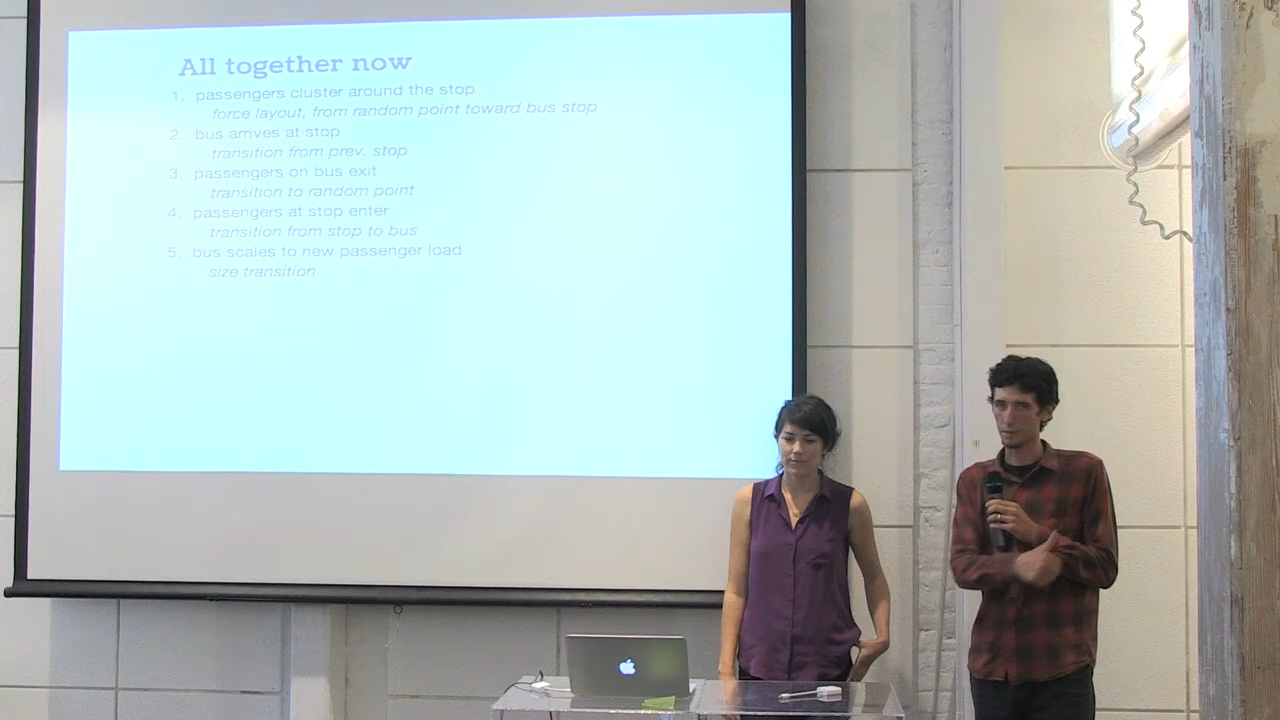 All together now
1. passengers cluster around the stop
force layout, from random point toward bus stop
2. bus arrives at stop
transition from prev. stop
3. passengers on bus exit
transition to random point
4. passengers at stop enter
transition from stop to bus
5. bus scales to new passenger load
size transition